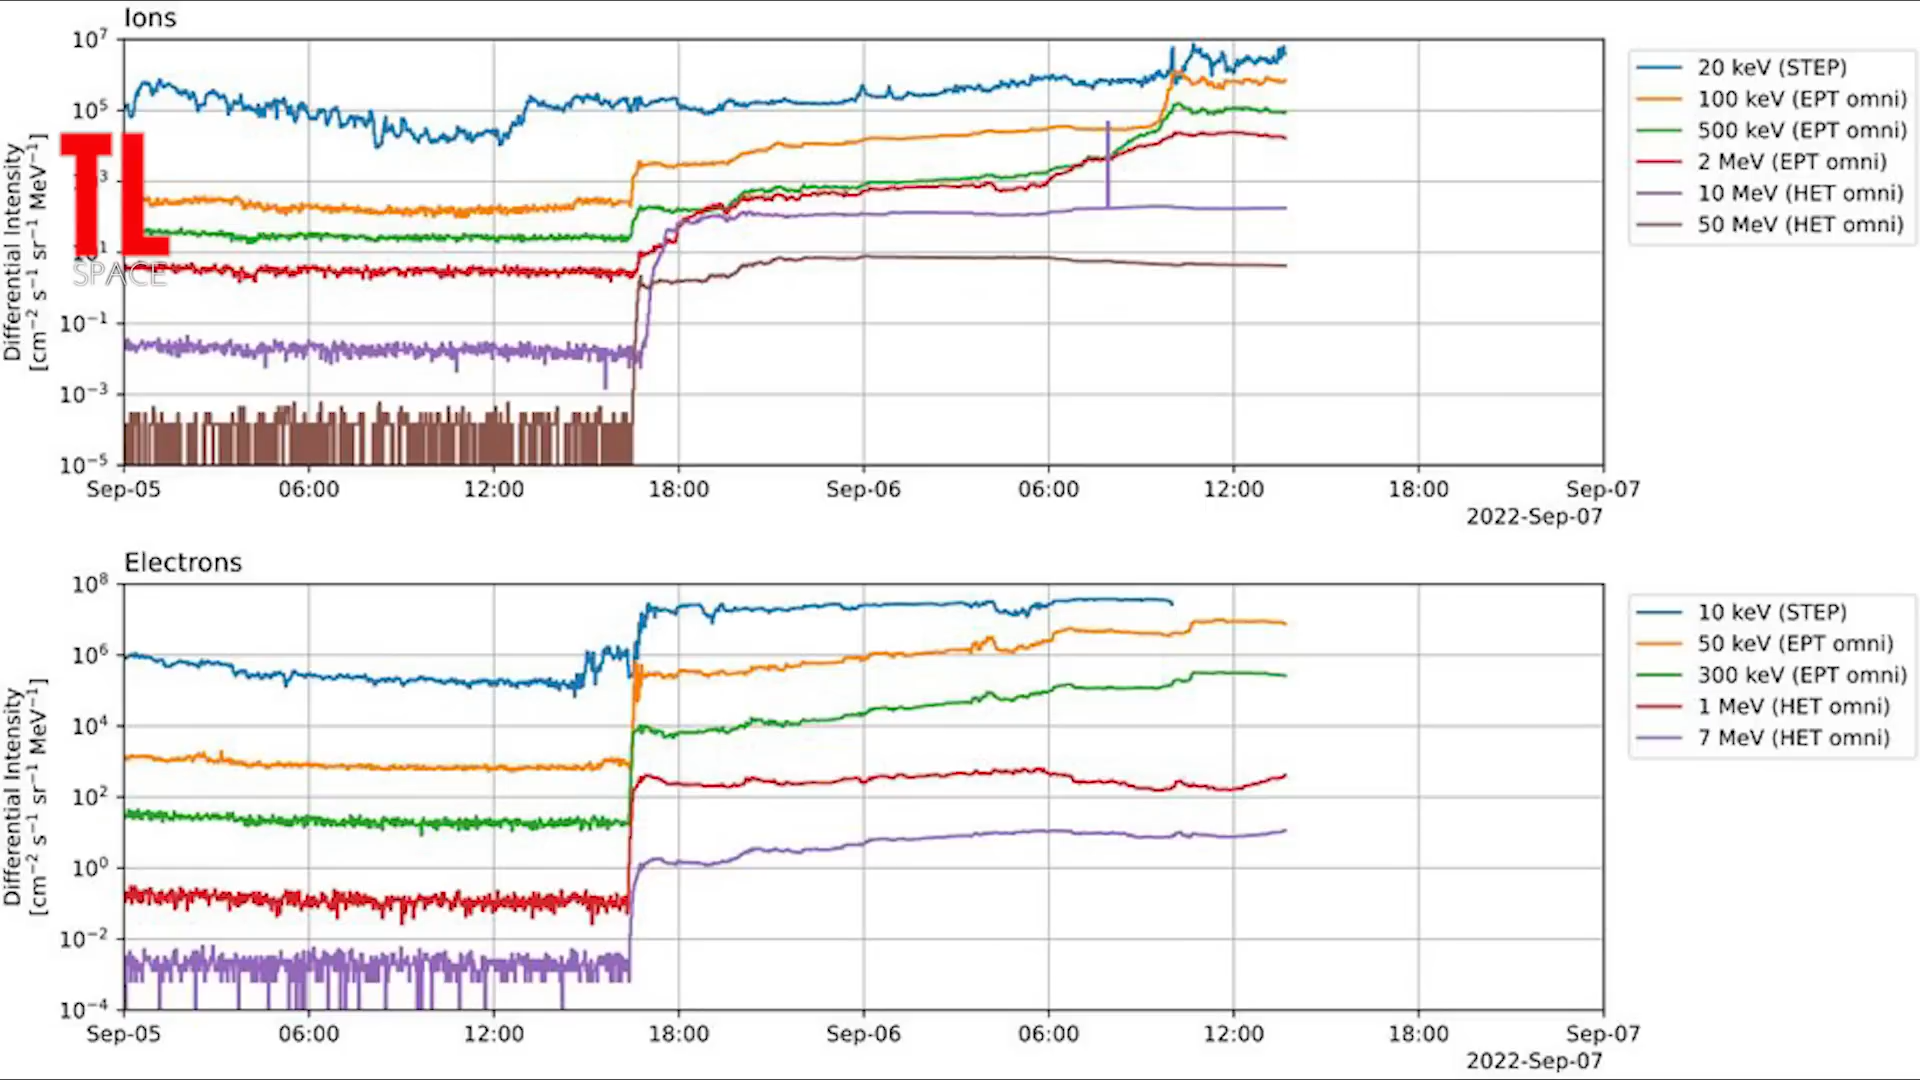 Ions
10⁷
10⁵
10⁻¹
10⁻³
10⁻⁵
Differential Intensity
[cm⁻² s⁻¹ sr⁻¹ MeV⁻¹]
TL
SPACE
Sep-05 06:00 12:00 18:00 Sep-06 06:00 12:00 18:00 Sep-07
2022-Sep-07
20 keV (STEP)
100 keV (EPT omni)
500 keV (EPT omni)
2 MeV (EPT omni)
10 MeV (HET omni)
50 MeV (HET omni)
Electrons
10⁸
10⁶
10⁴
10²
10⁰
10⁻²
10⁻⁴
Differential Intensity
[cm⁻² s⁻¹ sr⁻¹ MeV⁻¹]
Sep-05 06:00 12:00 18:00 Sep-06 06:00 12:00 18:00 Sep-07
2022-Sep-07
10 keV (STEP)
50 keV (EPT omni)
300 keV (EPT omni)
1 MeV (HET omni)
7 MeV (HET omni)